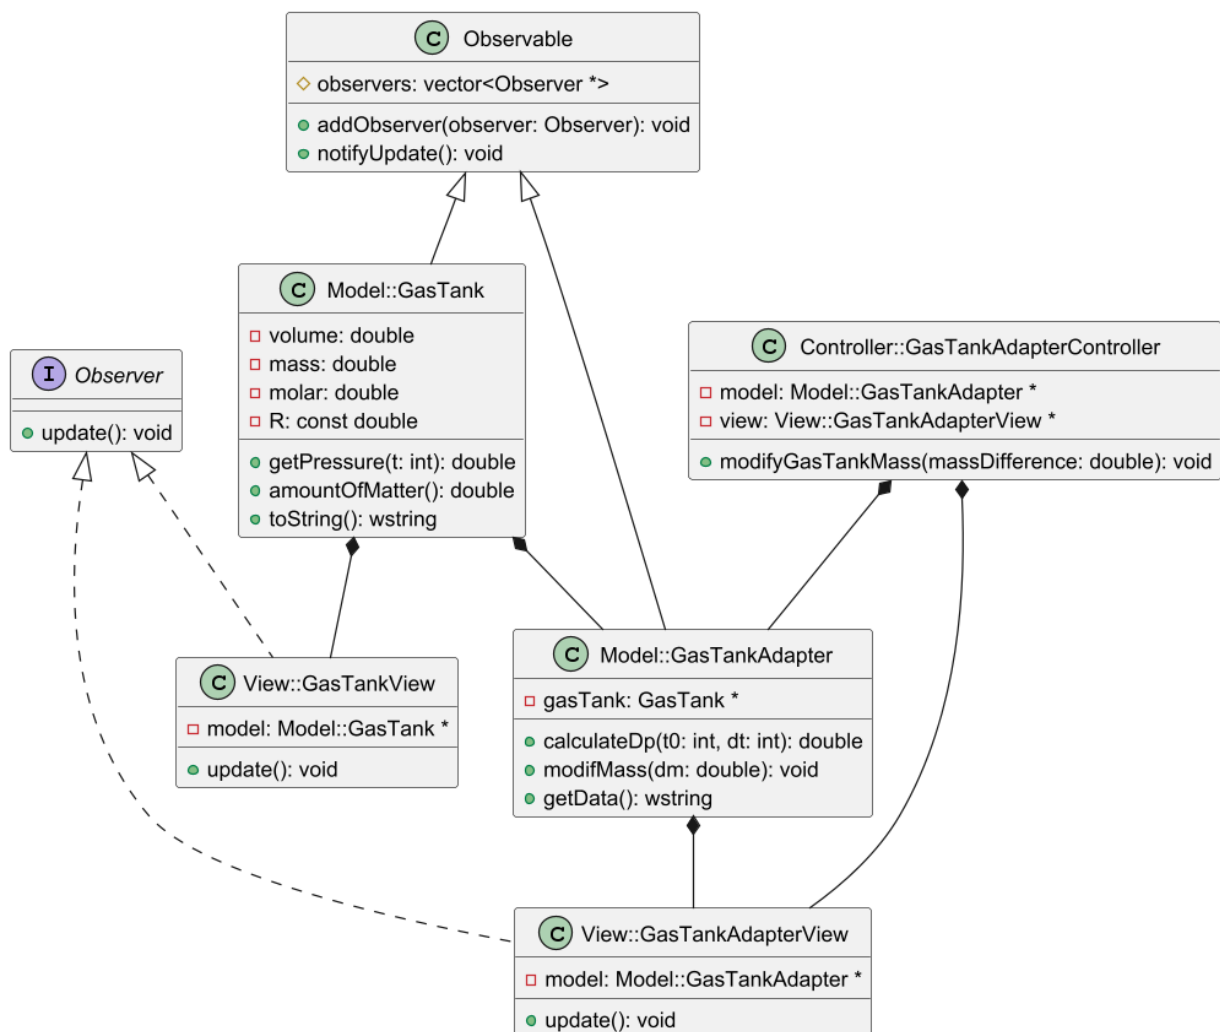 C Observable
observers: vector<Observer *>
addObserver(observer: Observer): void
notifyUpdate(): void
C Model::GasTank
volume: double
mass: double
molar: double
R: const double
getPressure(t: int): double
amountOfMatter(): double
toString(): wstring
I Observer
update(): void
C Controller::GasTankAdapterController
model: Model::GasTankAdapter *
view: View::GasTankAdapterView *
modifyGasTankMass(massDifference: double): void
C View::GasTankView
model: Model::GasTank *
update(): void
C Model::GasTankAdapter
gasTank: GasTank *
calculateDp(t0: int, dt: int): double
modifMass(dm: double): void
getData(): wstring
C View::GasTankAdapterView
model: Model::GasTankAdapter *
update(): void